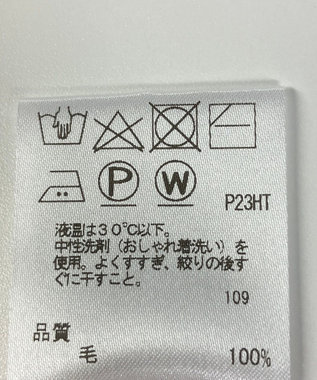 P W
P23HT
液温は30℃以下。
中性洗剤（おしゃれ着洗い）を
使用。よくすすぎ、絞りの後す
ぐに干すこと。
109
品質
毛 100%